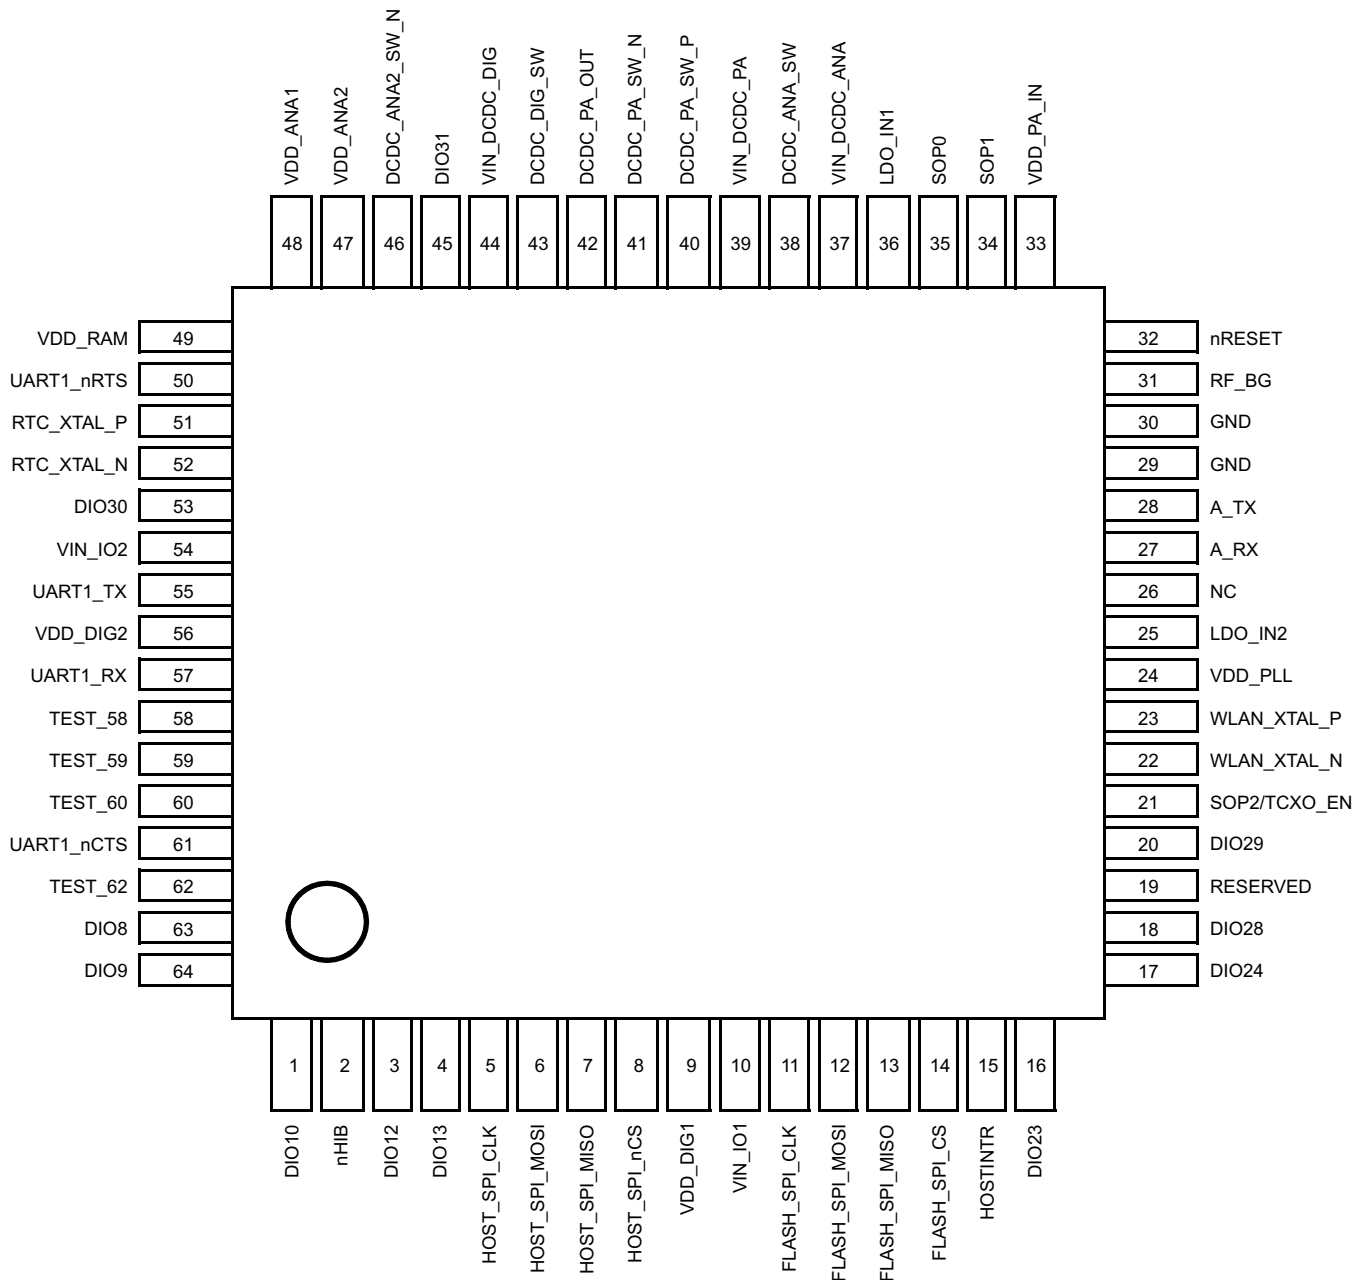 VDD_ANA1
VDD_ANA2
DCDC_ANA2_SW_N
DIO31
VIN_DCDC_DIG
DCDC_DIG_SW
DCDC_PA_OUT
DCDC_PA_SW_N
DCDC_PA_SW_P
VIN_DCDC_PA
DCDC_ANA_SW
VIN_DCDC_ANA
LDO_IN1
SOP0
SOP1
VDD_PA_IN
48 47 46 45 44 43 42 41 40 39 38 37 36 35 34 33
VDD_RAM 49
UART1_nRTS 50
RTC_XTAL_P 51
RTC_XTAL_N 52
DIO30 53
VIN_IO2 54
UART1_TX 55
VDD_DIG2 56
UART1_RX 57
TEST_58 58
TEST_59 59
TEST_60 60
UART1_nCTS 61
TEST_62 62
DIO8 63
DIO9 64
32 nRESET
31 RF_BG
30 GND
29 GND
28 A_TX
27 A_RX
26 NC
25 LDO_IN2
24 VDD_PLL
23 WLAN_XTAL_P
22 WLAN_XTAL_N
21 SOP2/TCXO_EN
20 DIO29
19 RESERVED
18 DIO28
17 DIO24
1 2 3 4 5 6 7 8 9 10 11 12 13 14 15 16
DIO10
nHIB
DIO12
DIO13
HOST_SPI_CLK
HOST_SPI_MOSI
HOST_SPI_MISO
HOST_SPI_nCS
VDD_DIG1
VIN_IO1
FLASH_SPI_CLK
FLASH_SPI_MOSI
FLASH_SPI_MISO
FLASH_SPI_CS
HOSTINTR
DIO23